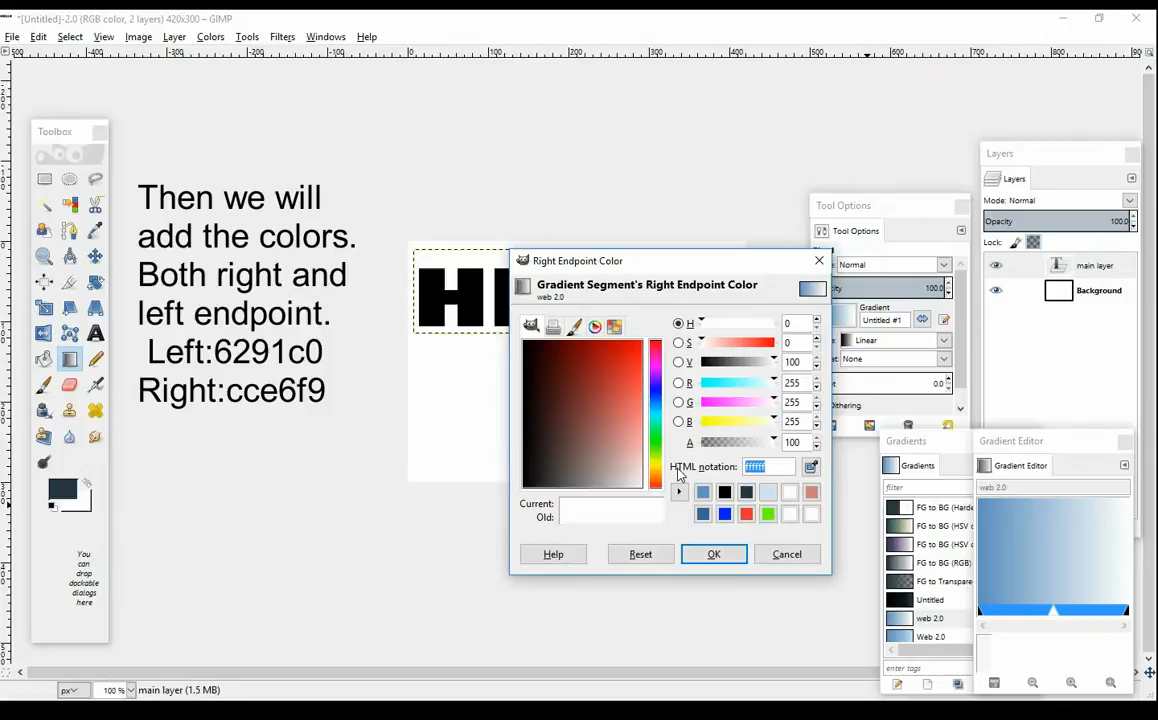 *[Untitled]-2.0 (RGB color, 2 layers) 420x300 – GIMP
File Edit Select View Image Layer Colors Tools Filters Windows Help
Toolbox
Then we will
add the colors.
Both right and
left endpoint.
Left:6291c0
Right:cce6f9
You
can
drop
dockable
dialogs
here
HI
Right Endpoint Color
Gradient Segment's Right Endpoint Color
web 2.0
H 0
S 0
V 100
R 255
G 255
B 255
A 100
HTML notation: ffffff
Current:
Old:
Help Reset OK Cancel
Tool Options
Tool Options
Normal
100.0
Gradient
Untitled #1
Linear
None
0.0
Dithering
Layers
Layers
Mode: Normal
Opacity 100.0
Lock:
main layer
Background
Gradients
Gradients
filter
FG to BG (Harde
FG to BG (HSV c
FG to BG (HSV c
FG to BG (RGB)
FG to Transpare
Untitled
web 2.0
Web 2.0
enter tags
Gradient Editor
Gradient Editor
web 2.0
px 100 % main layer (1.5 MB)